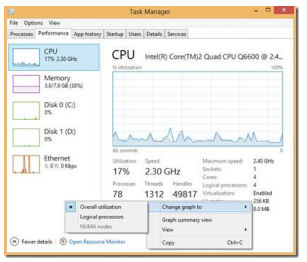 Task Manager
File Options View
Processes Performance App history Startup Users Details Services
CPU
17% 2.30 GHz
Memory
3.0/7.9 GB (38%)
Disk 0 (C:)
0%
Disk 1 (D:)
0%
Ethernet
S: 0 R: 0 Kbps
CPU Intel(R) Core(TM)2 Quad CPU Q6600 @ 2.4...
% Utilization 100%
60 seconds 0
Utilization Speed Maximum speed: 2.40 GHz
17% 2.30 GHz Sockets: 1
Cores: 4
Processes Threads Handles Logical processors: 4
78 1312 49817 Virtualization: Enabled
256 KB
8.0 MB
Overall utilization
Logical processors
NUMA nodes
Change graph to
Graph summary view
View
Copy Ctrl+C
Fewer details Open Resource Monitor